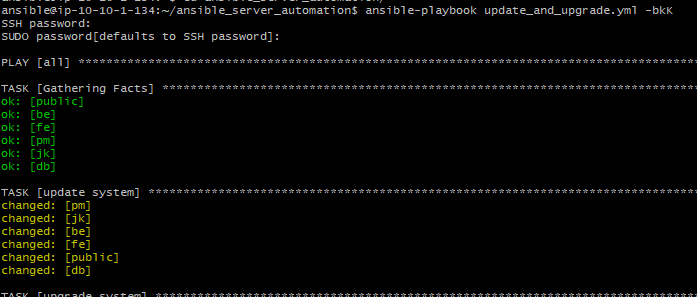 ansible@ip-10-10-1-134:~/ansible_server_automation$ ansible-playbook update_and_upgrade.yml -bkK
SSH password:
SUDO password[defaults to SSH password]:
PLAY [all] *******************************************************************************************
TASK [Gathering Facts] *******************************************************************************
ok: [public]
ok: [be]
ok: [fe]
ok: [pm]
ok: [jk]
ok: [db]
TASK [update system] *********************************************************************************
changed: [pm]
changed: [jk]
changed: [be]
changed: [fe]
changed: [public]
changed: [db]
TASK [upgrade system] ********************************************************************************